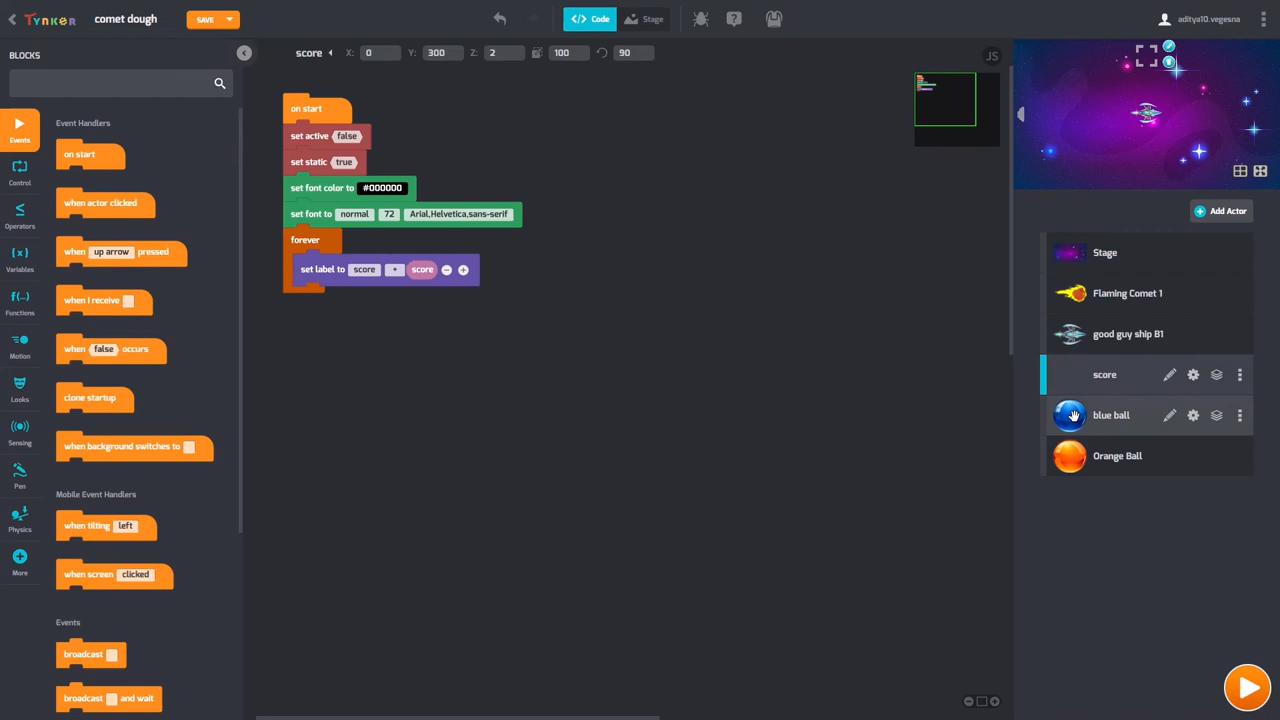 TYNKER
comet dough
SAVE
Code
Stage
aditya10.vegesna
BLOCKS
score
X: 0
Y: 300
Z: 2
100
90
JS
Events
Control
Operators
Variables
Functions
Motion
Looks
Sensing
Pen
Physics
More
Event Handlers
on start
when actor clicked
when up arrow pressed
when I receive
when false occurs
clone startup
when background switches to
Mobile Event Handlers
when tilting left
when screen clicked
Events
broadcast
broadcast and wait
on start
set active false
set static true
set font color to #000000
set font to normal 72 Arial,Helvetica,sans-serif
forever
set label to score + score
Add Actor
Stage
Flaming Comet 1
good guy ship B1
score
blue ball
Orange Ball